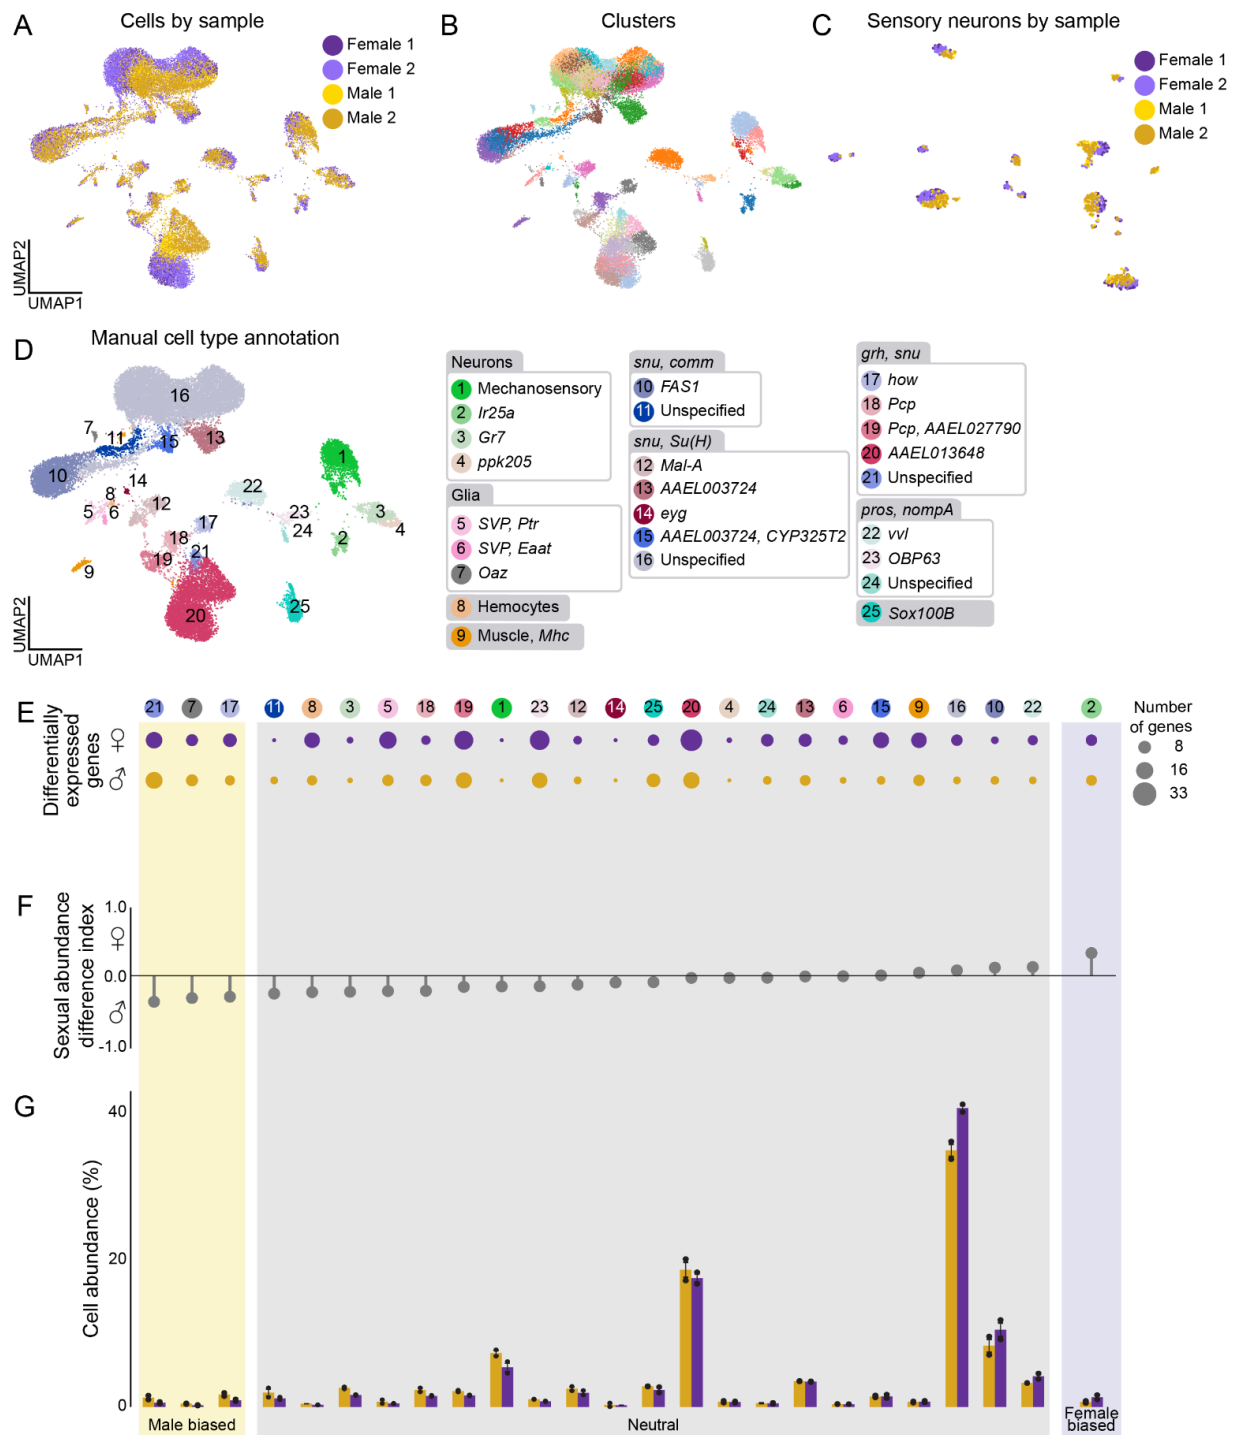 A
Cells by sample
Female 1
Female 2
Male 1
Male 2
UMAP2
UMAP1
B
Clusters
C
Sensory neurons by sample
Female 1
Female 2
Male 1
Male 2
D
Manual cell type annotation
16
7
11
15
13
10
14
8
5
6
12
22
1
23
24
3
4
2
17
18
21
19
9
20
25
UMAP2
UMAP1
Neurons
1 Mechanosensory
2 Ir25a
3 Gr7
4 ppk205
Glia
5 SVP, Ptr
6 SVP, Eaat
7 Oaz
8 Hemocytes
9 Muscle, Mhc
snu, comm
10 FAS1
11 Unspecified
snu, Su(H)
12 Mal-A
13 AAEL003724
14 eyg
15 AAEL003724, CYP325T2
16 Unspecified
grh, snu
17 how
18 Pcp
19 Pcp, AAEL027790
20 AAEL013648
21 Unspecified
pros, nompA
22 vvl
23 OBP63
24 Unspecified
25 Sox100B
E
21 7 17 11 8 3 5 18 19 1 23 12 14 25 20 4 24 13 6 15 9 16 10 22 2
Differentially
expressed
genes
♀
♂
Number
of genes
8
16
33
F
Sexual abundance
difference index
♀
♂
1.0
0.0
-1.0
G
Cell abundance (%)
40
20
0
Male biased
Neutral
Female
biased